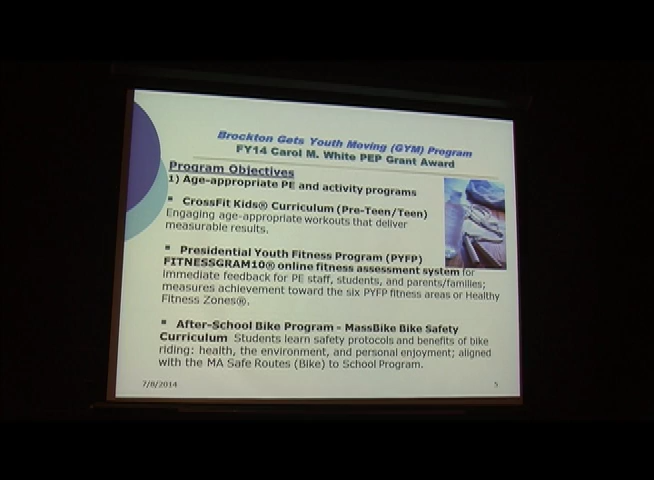 Brockton Gets Youth Moving (GYM) Program
FY14 Carol M. White PEP Grant Award
Program Objectives
1) Age-appropriate PE and activity programs
▪ CrossFit Kids® Curriculum (Pre-Teen/Teen)
Engaging age-appropriate workouts that deliver
measurable results.
▪ Presidential Youth Fitness Program (PYFP)
FITNESSGRAM10® online fitness assessment system for
immediate feedback for PE staff, students, and parents/families;
measures achievement toward the six PYFP fitness areas or Healthy
Fitness Zones®.
▪ After-School Bike Program - MassBike Bike Safety
Curriculum Students learn safety protocols and benefits of bike
riding: health, the environment, and personal enjoyment; aligned
with the MA Safe Routes (Bike) to School Program.
7/8/2014
5